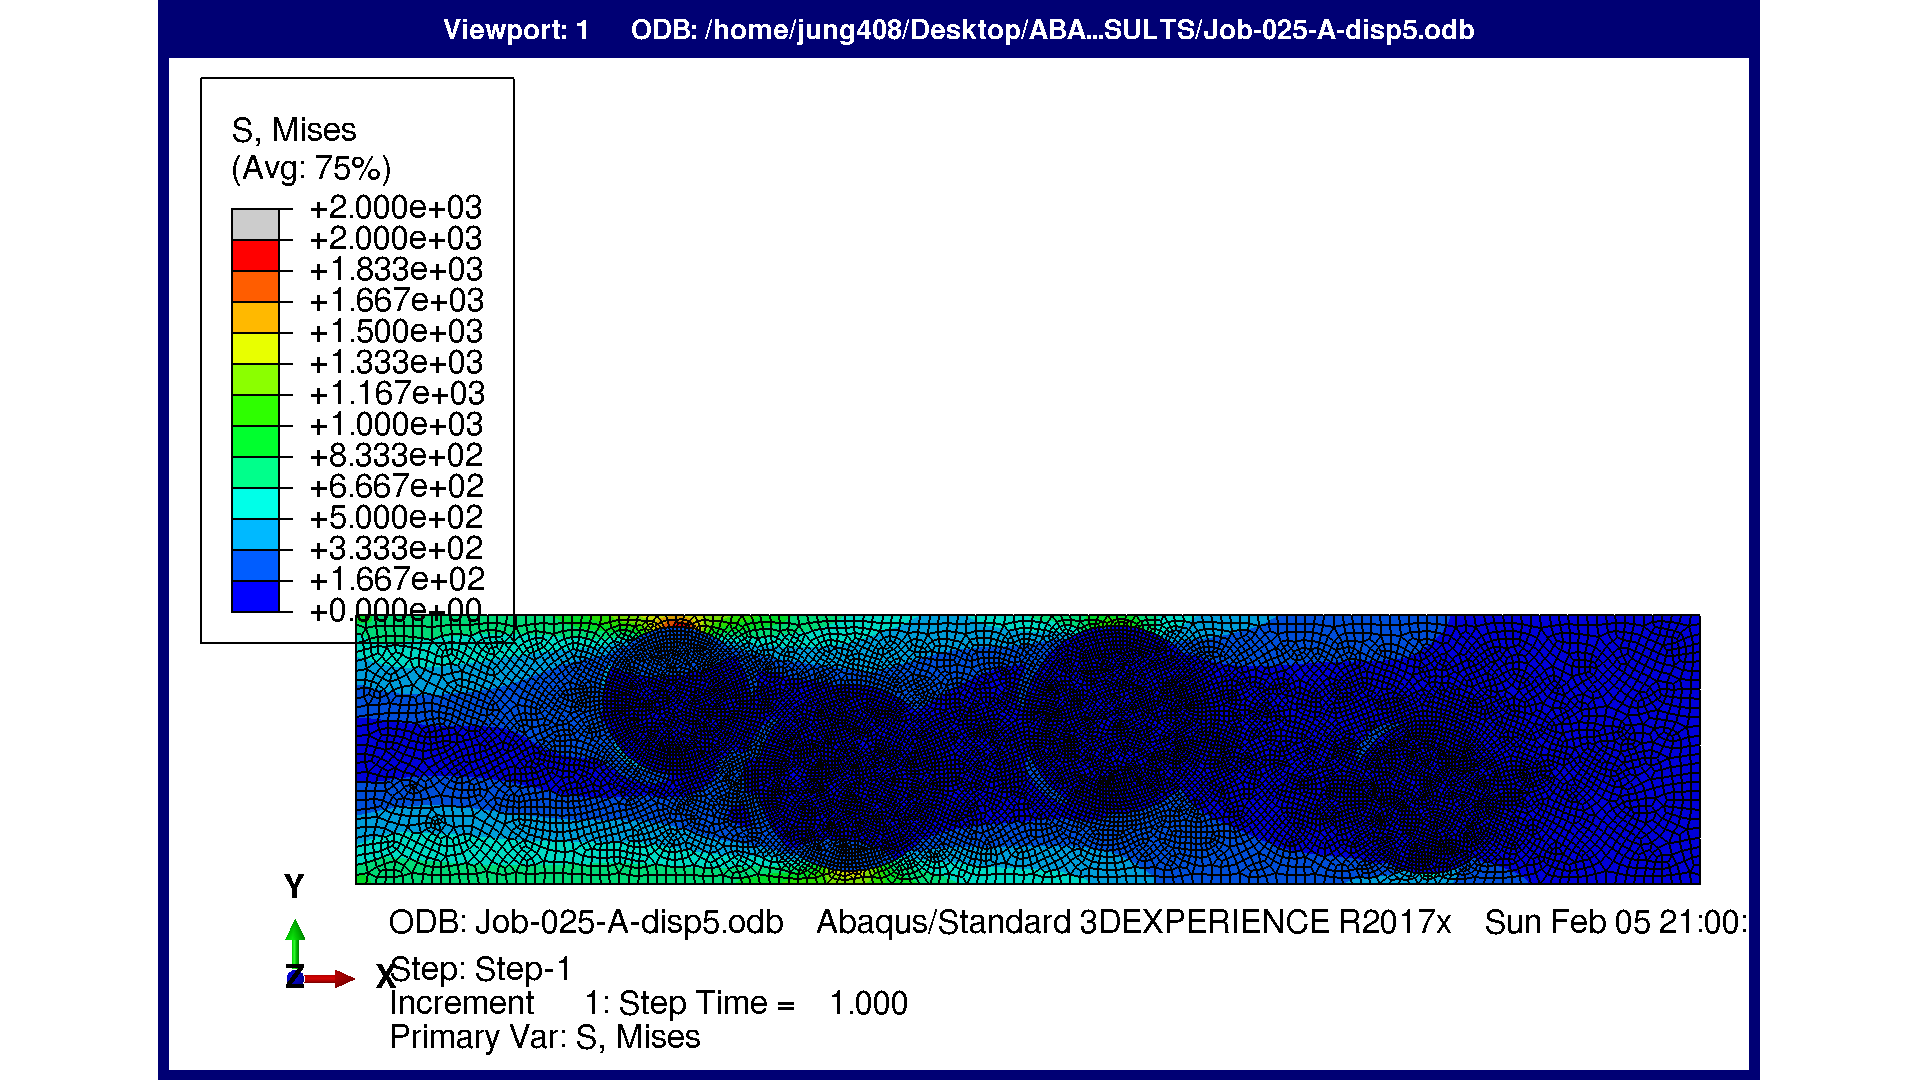 Viewport: 1 ODB: /home/jung408/Desktop/ABA...SULTS/Job-025-A-disp5.odb
S, Mises
(Avg: 75%)
+2.000e+03
+2.000e+03
+1.833e+03
+1.667e+03
+1.500e+03
+1.333e+03
+1.167e+03
+1.000e+03
+8.333e+02
+6.667e+02
+5.000e+02
+3.333e+02
+1.667e+02
+0.000e+00
Y
Z
X
ODB: Job-025-A-disp5.odb Abaqus/Standard 3DEXPERIENCE R2017x Sun Feb 05 21:00:
Step: Step-1
Increment 1: Step Time = 1.000
Primary Var: S, Mises